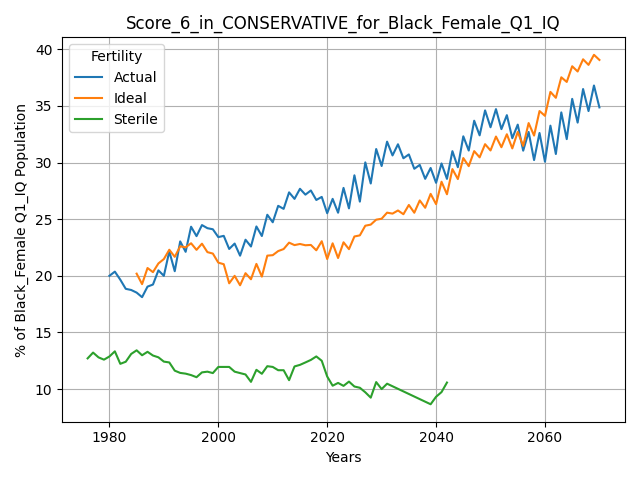 Score_6_in_CONSERVATIVE_for_Black_Female_Q1_IQ
% of Black_Female Q1_IQ Population
40
35
30
25
20
15
10
Fertility
Actual
Ideal
Sterile
1980
2000
2020
2040
2060
Years